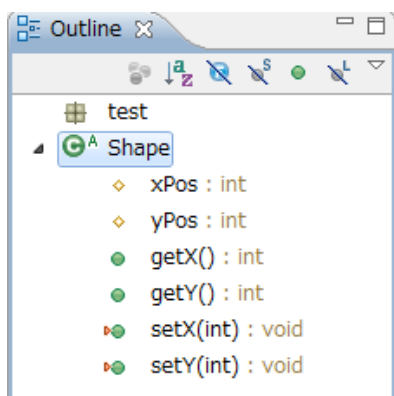 Outline
a z S L
test
A Shape
xPos : int
yPos : int
getX() : int
getY() : int
setX(int) : void
setY(int) : void